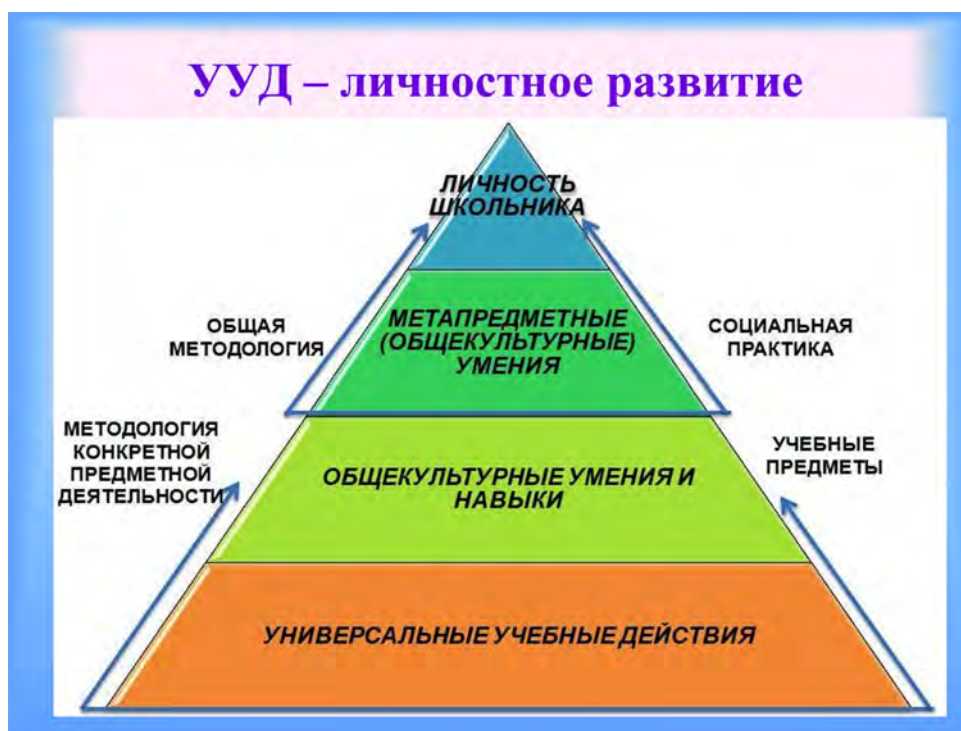 УУД – личностное развитие
ЛИЧНОСТЬ
ШКОЛЬНИКА
ОБЩАЯ
МЕТОДОЛОГИЯ
МЕТАПРЕДМЕТНЫЕ
(ОБЩЕКУЛЬТУРНЫЕ)
УМЕНИЯ
СОЦИАЛЬНАЯ
ПРАКТИКА
МЕТОДОЛОГИЯ
КОНКРЕТНОЙ
ПРЕДМЕТНОЙ
ДЕЯТЕЛЬНОСТИ
ОБЩЕКУЛЬТУРНЫЕ УМЕНИЯ И
НАВЫКИ
УЧЕБНЫЕ
ПРЕДМЕТЫ
УНИВЕРСАЛЬНЫЕ УЧЕБНЫЕ ДЕЙСТВИЯ